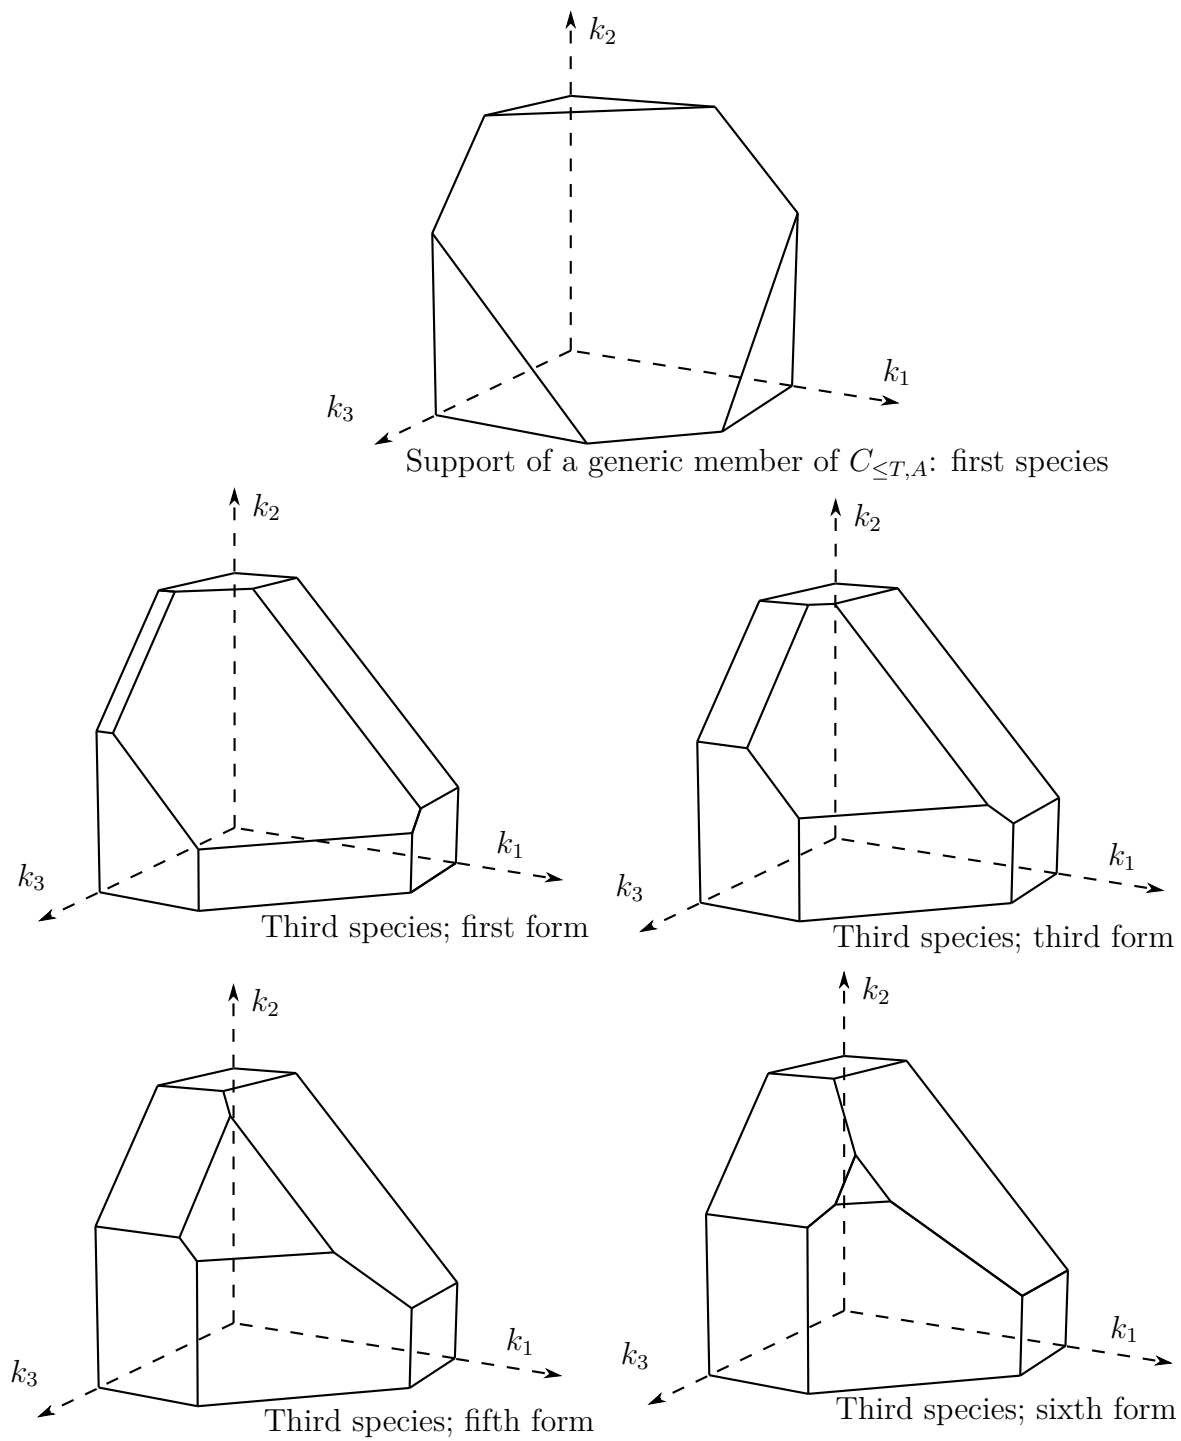 k₂
k₁
k₃
Support of a generic member of C≤T,A: first species
k₂
k₂
k₁
k₁
k₃
k₃
Third species; first form
Third species; third form
k₂
k₂
k₁
k₁
k₃
k₃
Third species; fifth form
Third species; sixth form